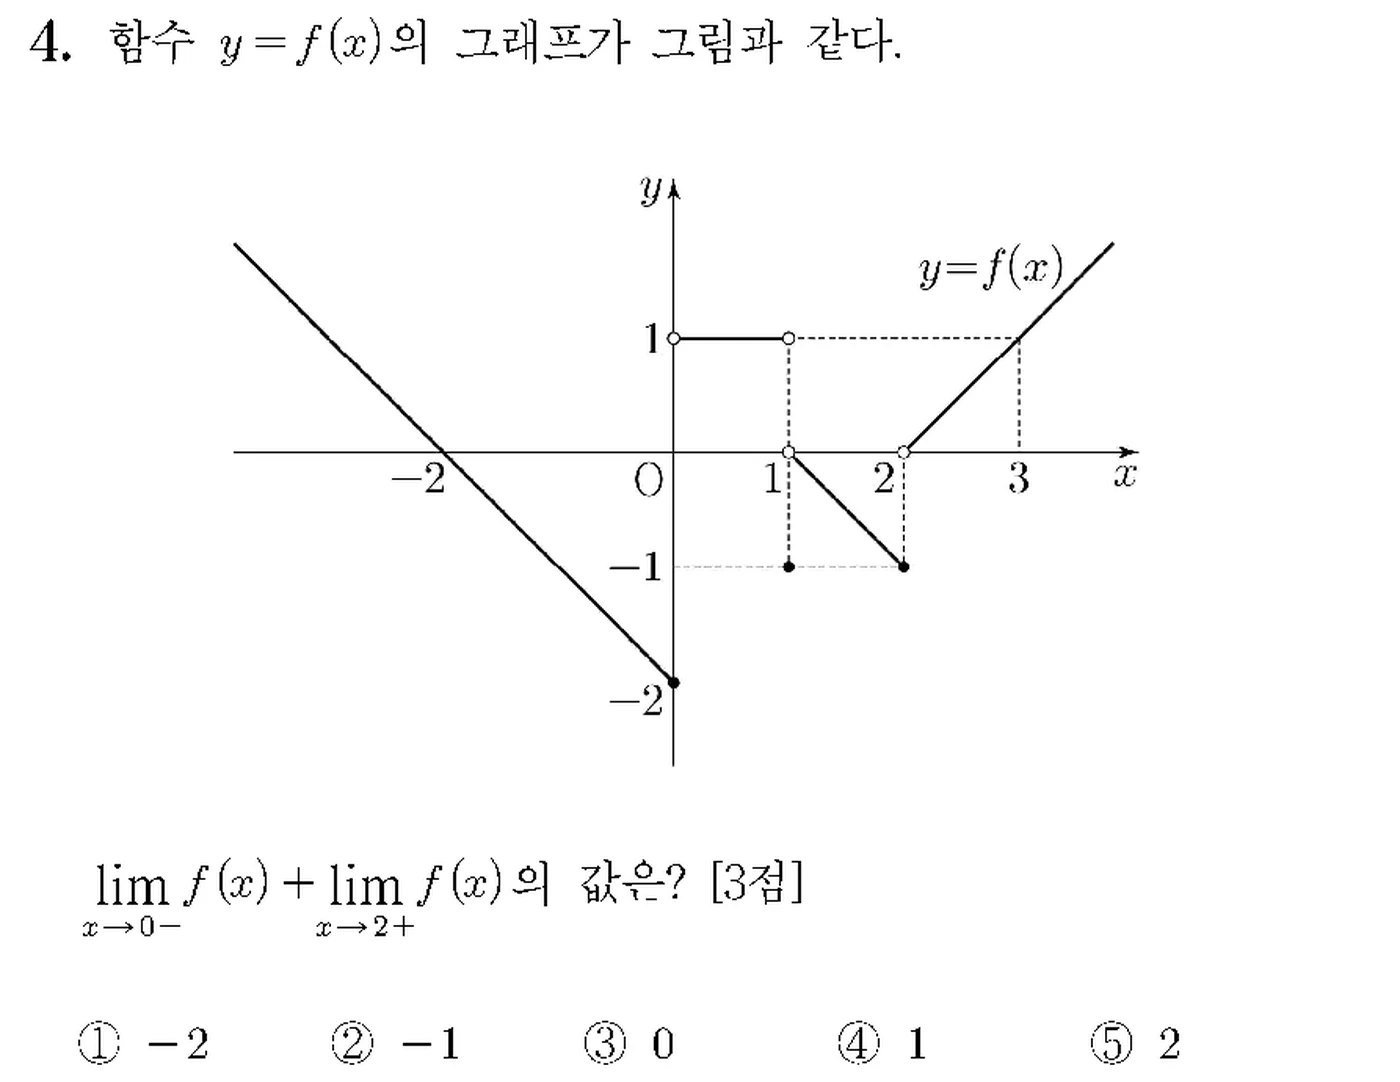 4. 함수 y=f(x)의 그래프가 그림과 같다.
y
y=f(x)
1
−2
O
1
2
3
x
−1
−2
lim f(x)+lim f(x)의 값은? [3점]
x→0− x→2+
① −2 ② −1 ③ 0 ④ 1 ⑤ 2